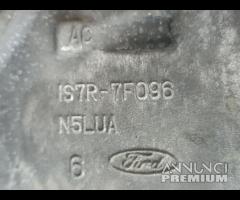 AC
1S7R-7F096
N5LUA
6 Ford
ANNUNCI
PREMIUM